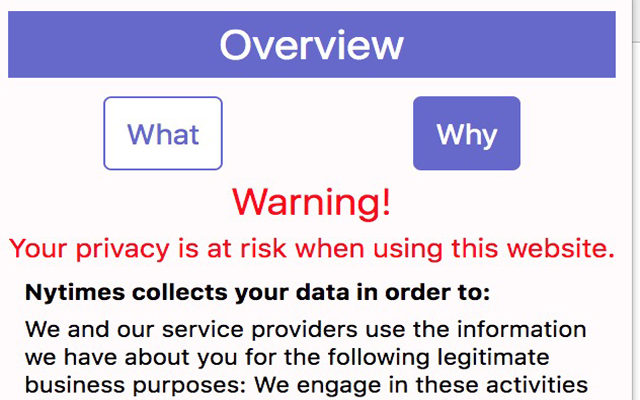 Overview
What
Why
Warning!
Your privacy is at risk when using this website.
Nytimes collects your data in order to:
We and our service providers use the information
we have about you for the following legitimate
business purposes: We engage in these activities